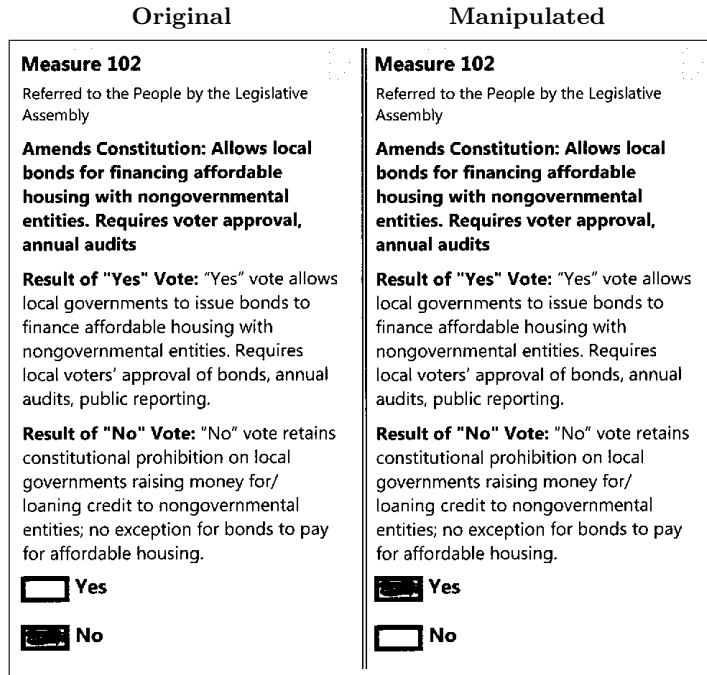 Original
Manipulated
Measure 102
Referred to the People by the Legislative
Assembly
Amends Constitution: Allows local
bonds for financing affordable
housing with nongovernmental
entities. Requires voter approval,
annual audits
Result of "Yes" Vote: "Yes" vote allows
local governments to issue bonds to
finance affordable housing with
nongovernmental entities. Requires
local voters' approval of bonds, annual
audits, public reporting.
Result of "No" Vote: "No" vote retains
constitutional prohibition on local
governments raising money for/
loaning credit to nongovernmental
entities; no exception for bonds to pay
for affordable housing.
Yes
No
Measure 102
Referred to the People by the Legislative
Assembly
Amends Constitution: Allows local
bonds for financing affordable
housing with nongovernmental
entities. Requires voter approval,
annual audits
Result of "Yes" Vote: "Yes" vote allows
local governments to issue bonds to
finance affordable housing with
nongovernmental entities. Requires
local voters' approval of bonds, annual
audits, public reporting.
Result of "No" Vote: "No" vote retains
constitutional prohibition on local
governments raising money for/
loaning credit to nongovernmental
entities; no exception for bonds to pay
for affordable housing.
Yes
No